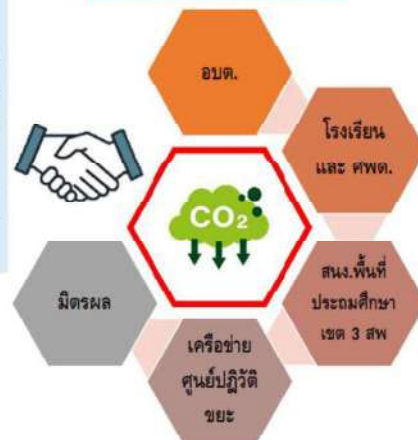 อบต.
โรงเรียน
และ ศพด.
CO₂
สนง.พื้นที่
ประถมศึกษา
เขต 3 สพ
มิตรผล
เครือข่าย
ศูนย์ปฏิวัติ
ขยะ